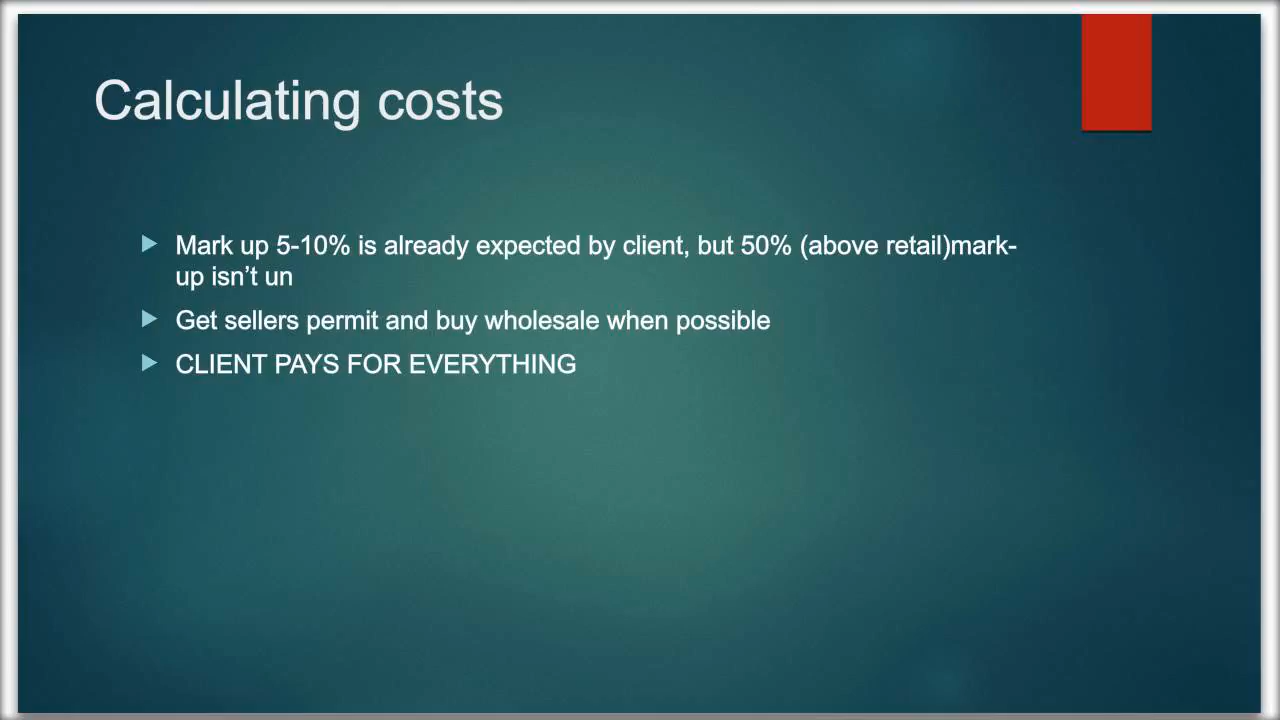 Calculating costs
Mark up 5-10% is already expected by client, but 50% (above retail)mark-
up isn’t un
Get sellers permit and buy wholesale when possible
CLIENT PAYS FOR EVERYTHING